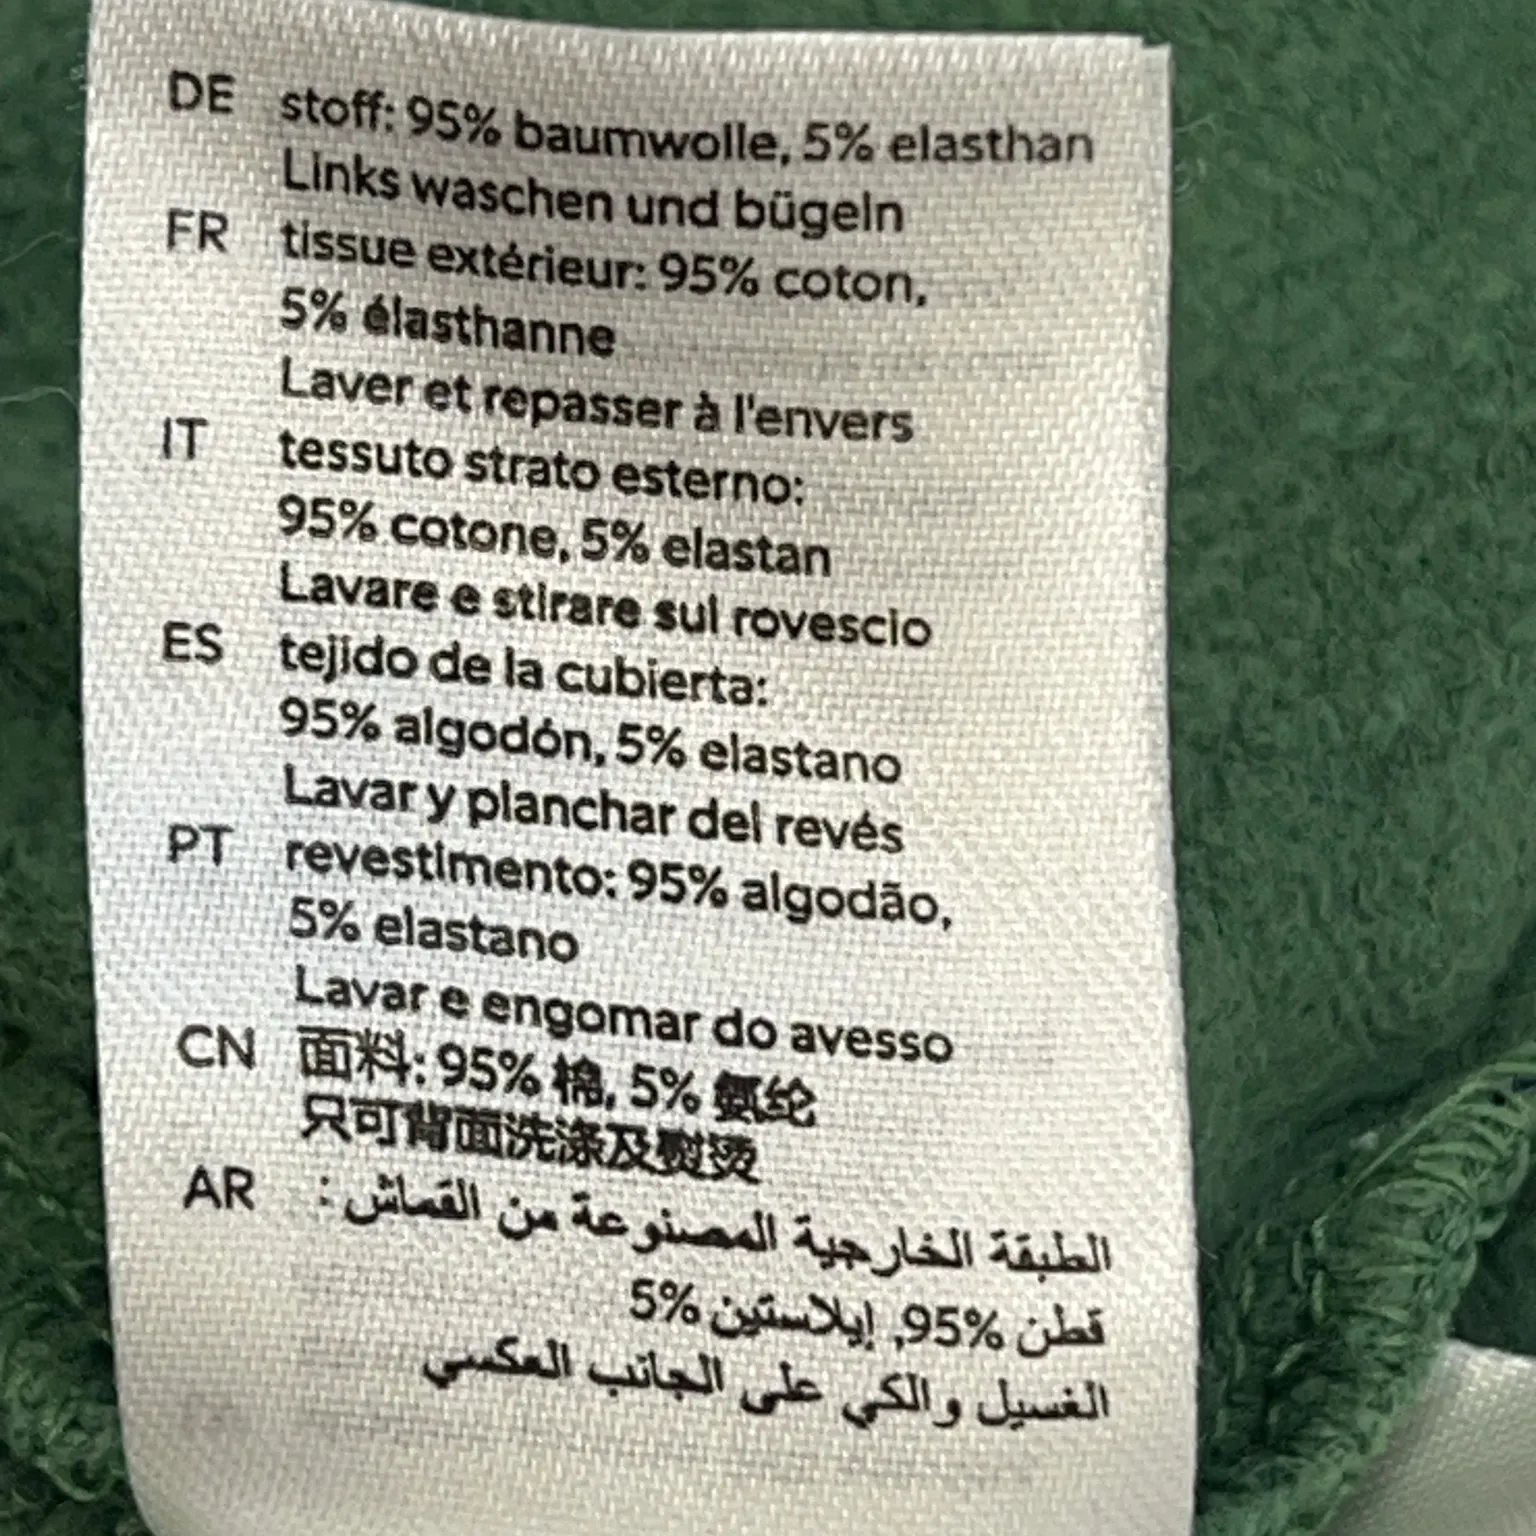 DE stoff: 95% baumwolle, 5% elasthan
Links waschen und bügeln
FR tissue extérieur: 95% coton,
5% élasthanne
Laver et repasser à l'envers
IT tessuto strato esterno:
95% cotone, 5% elastan
Lavare e stirare sul rovescio
ES tejido de la cubierta:
95% algodón, 5% elastano
Lavar y planchar del revés
PT revestimento: 95% algodão,
5% elastano
Lavar e engomar do avesso
CN 面料: 95% 棉, 5% 氨纶
只可背面洗涤及熨烫
AR الطبقة الخارجية المصنوعة من القماش :
قطن 95%, إيلاستين 5%
الغسيل والكي على الجانب العكسي